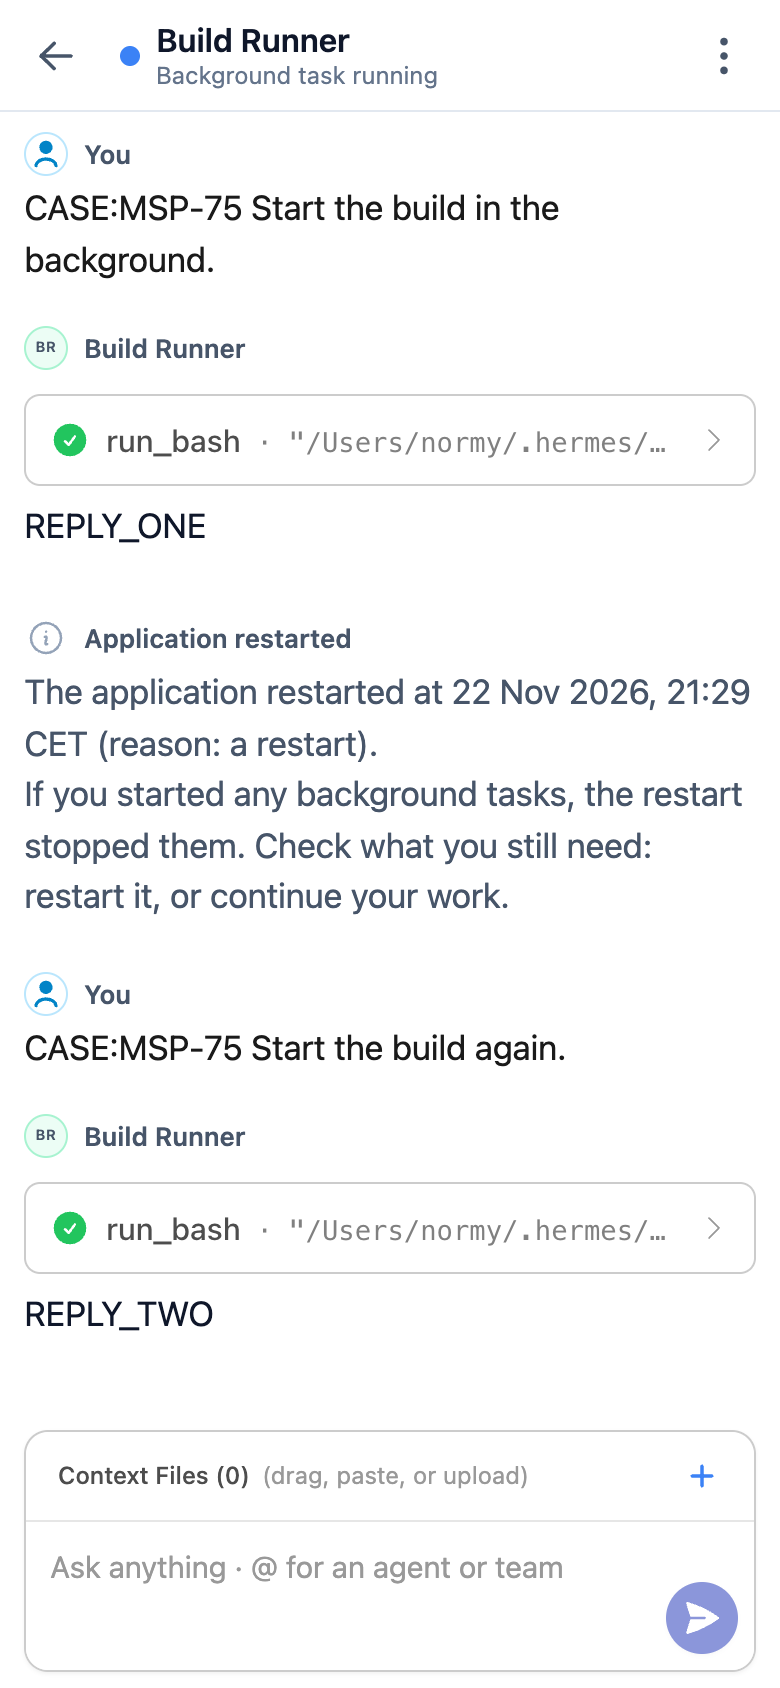 Build Runner
Background task running
You
CASE:MSP-75 Start the build in the
background.
BR Build Runner
run_bash · "/Users/normy/.hermes/…
REPLY_ONE
Application restarted
The application restarted at 22 Nov 2026, 21:29
CET (reason: a restart).
If you started any background tasks, the restart
stopped them. Check what you still need:
restart it, or continue your work.
You
CASE:MSP-75 Start the build again.
BR Build Runner
run_bash · "/Users/normy/.hermes/…
REPLY_TWO
Context Files (0) (drag, paste, or upload)
Ask anything · @ for an agent or team